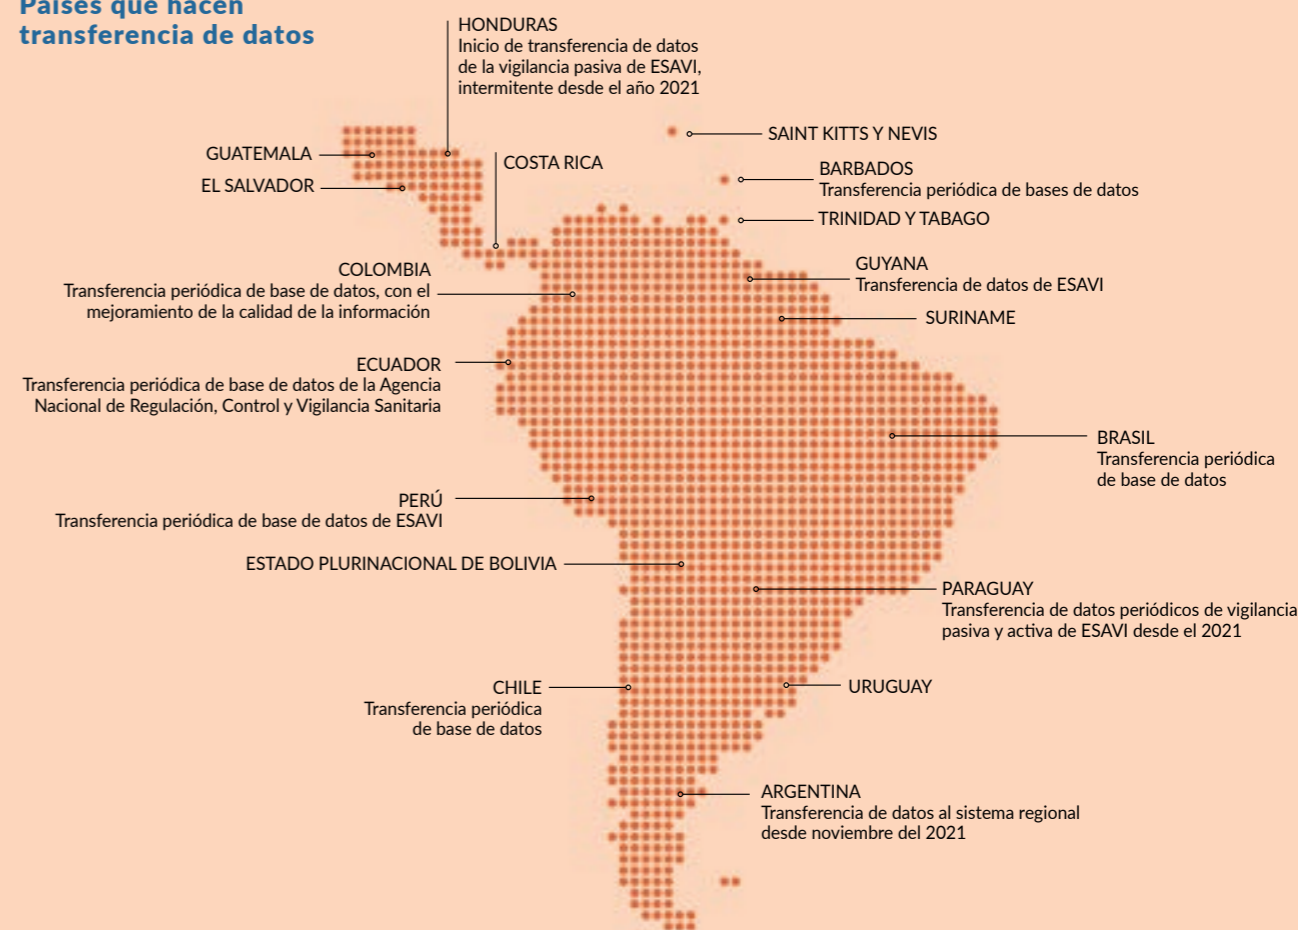 Países que hacen
transferencia de datos
HONDURAS
Inicio de transferencia de datos
de la vigilancia pasiva de ESAVI,
intermitente desde el año 2021
GUATEMALA
EL SALVADOR
COSTA RICA
SAINT KITTS Y NEVIS
BARBADOS
Transferencia periódica de bases de datos
TRINIDAD Y TABAGO
COLOMBIA
Transferencia periódica de base de datos, con el
mejoramiento de la calidad de la información
GUYANA
Transferencia de datos de ESAVI
SURINAME
ECUADOR
Transferencia periódica de base de datos de la Agencia
Nacional de Regulación, Control y Vigilancia Sanitaria
BRASIL
Transferencia periódica
de base de datos
PERÚ
Transferencia periódica de base de datos de ESAVI
ESTADO PLURINACIONAL DE BOLIVIA
PARAGUAY
Transferencia de datos periódicos de vigilancia
pasiva y activa de ESAVI desde el 2021
CHILE
Transferencia periódica
de base de datos
URUGUAY
ARGENTINA
Transferencia de datos al sistema regional
desde noviembre del 2021